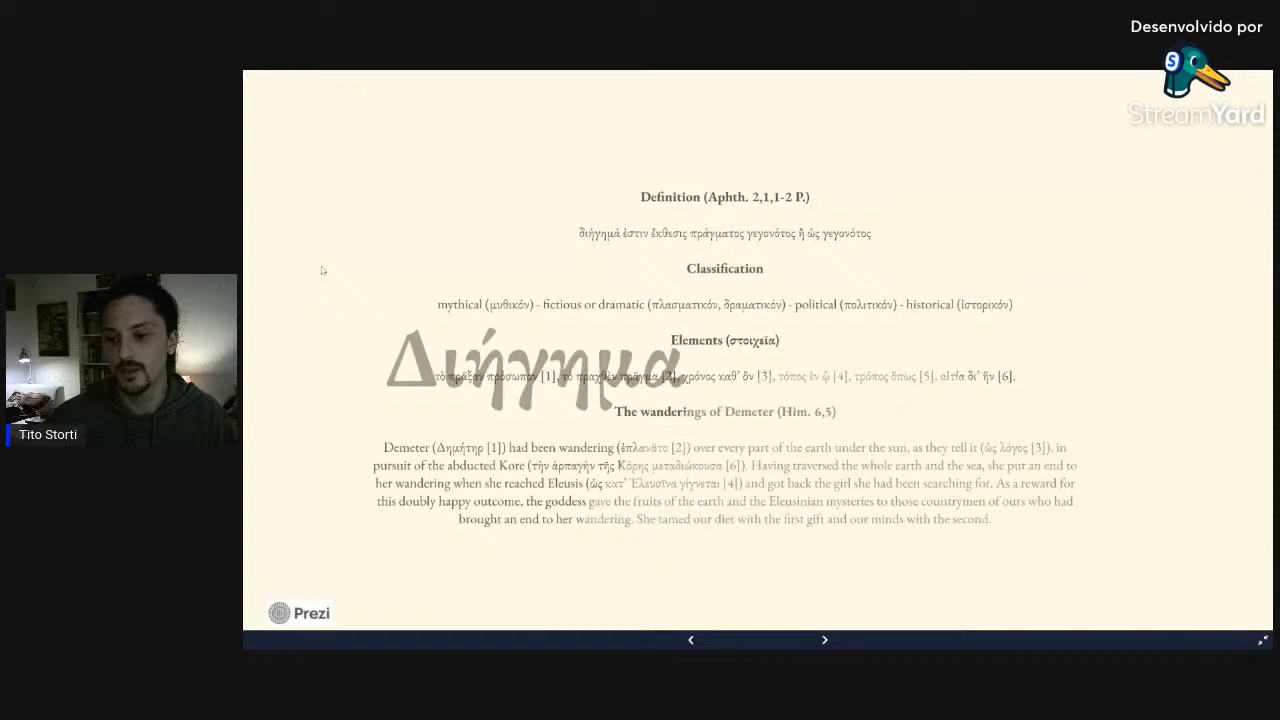 Desenvolvido por
StreamYard
Definition (Aphth. 2,1,1-2 P.)
διήγημά ἐστιν ἔκθεσις πράγματος γεγονότος ἢ ὡς γεγονότος
Classification
mythical (μυθικόν) - fictious or dramatic (πλασματικόν, δραματικόν) - political (πολιτικόν) - historical (ἱστορικόν)
Elements (στοιχεῖα)
Διήγημα
τὸ πρᾶξαν πρόσωπον [1], τὸ πραχθὲν πρᾶγμα [2], χρόνος καθ’ ὃν [3], τόπος ἐν ᾧ [4], τρόπος ὅπως [5], αἰτία δι’ ἣν [6].
The wanderings of Demeter (Him. 6,5)
Demeter (Δημήτηρ [1]) had been wandering (ἐπλανᾶτο [2]) over every part of the earth under the sun, as they tell it (ὡς λόγος [3]), in
pursuit of the abducted Kore (τὴν ἁρπαγὴν τῆς Κόρης μεταδιώκουσα [6]). Having traversed the whole earth and the sea, she put an end to
her wandering when she reached Eleusis (ὡς κατ’ Ἐλευσῖνα γίγνεται [4]) and got back the girl she had been searching for. As a reward for
this doubly happy outcome, the goddess gave the fruits of the earth and the Eleusinian mysteries to those countrymen of ours who had
brought an end to her wandering. She tamed our diet with the first gift and our minds with the second.
Tito Storti
Prezi